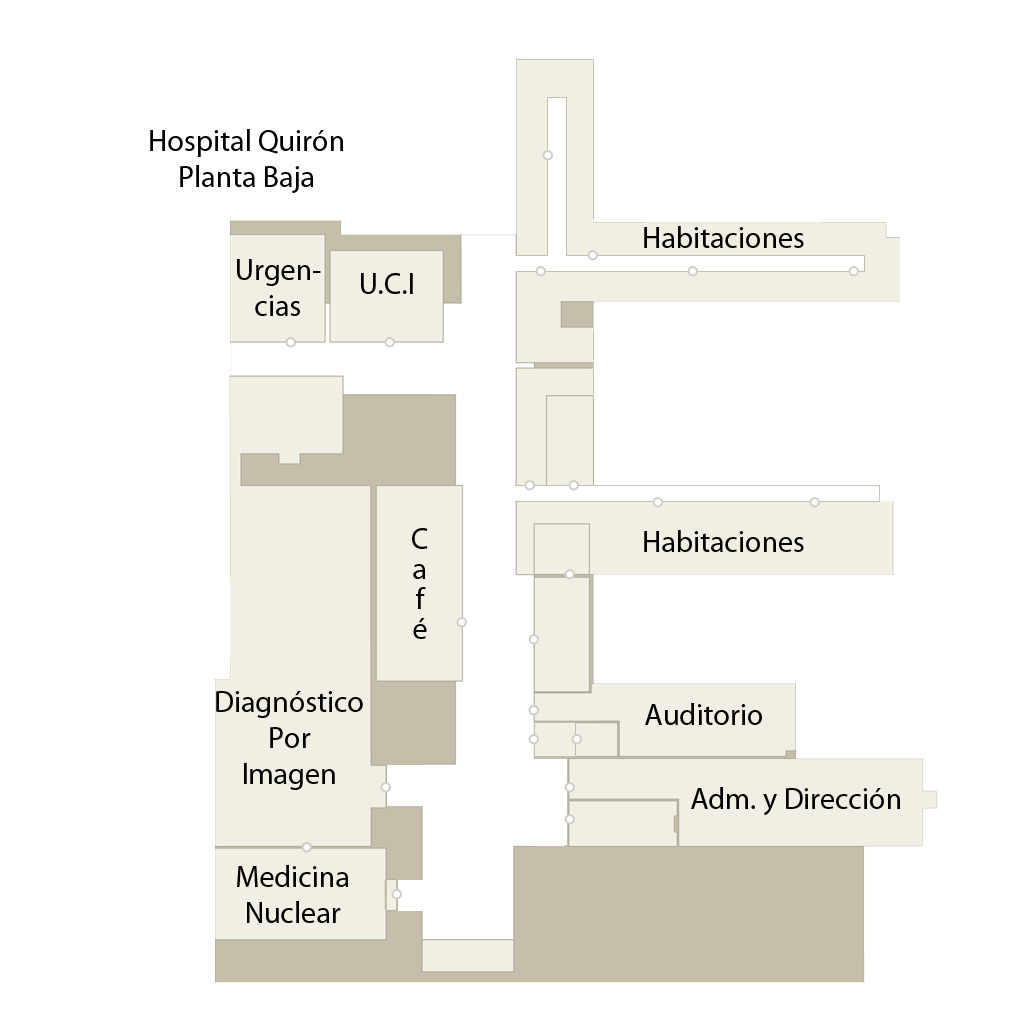 Hospital Quirón
Planta Baja
Habitaciones
Urgen-
cias
U.C.I
C
a
f
é
Habitaciones
Diagnóstico
Por
Imagen
Auditorio
Adm. y Dirección
Medicina
Nuclear